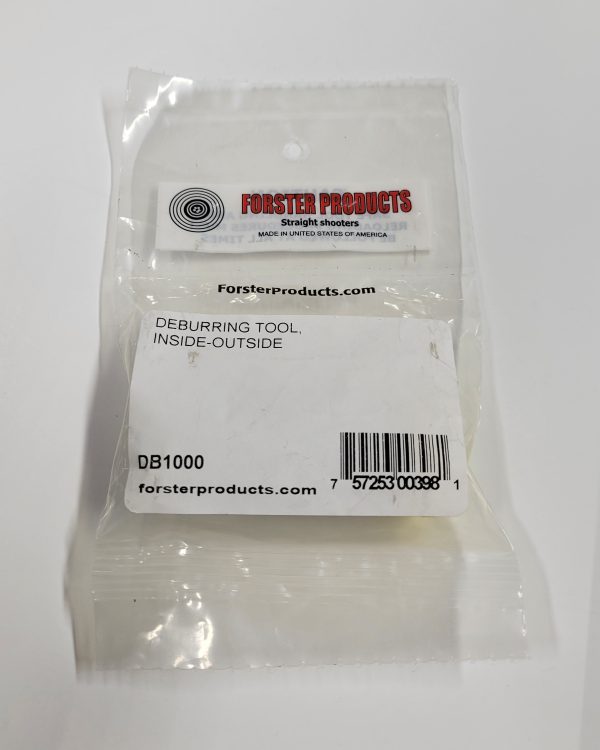 FORSTER PRODUCTS
Straight shooters
MADE IN UNITED STATES OF AMERICA
ForsterProducts.com
DEBURRING TOOL,
INSIDE-OUTSIDE
DB1000
forsterproducts.com
7 57253 00398 1